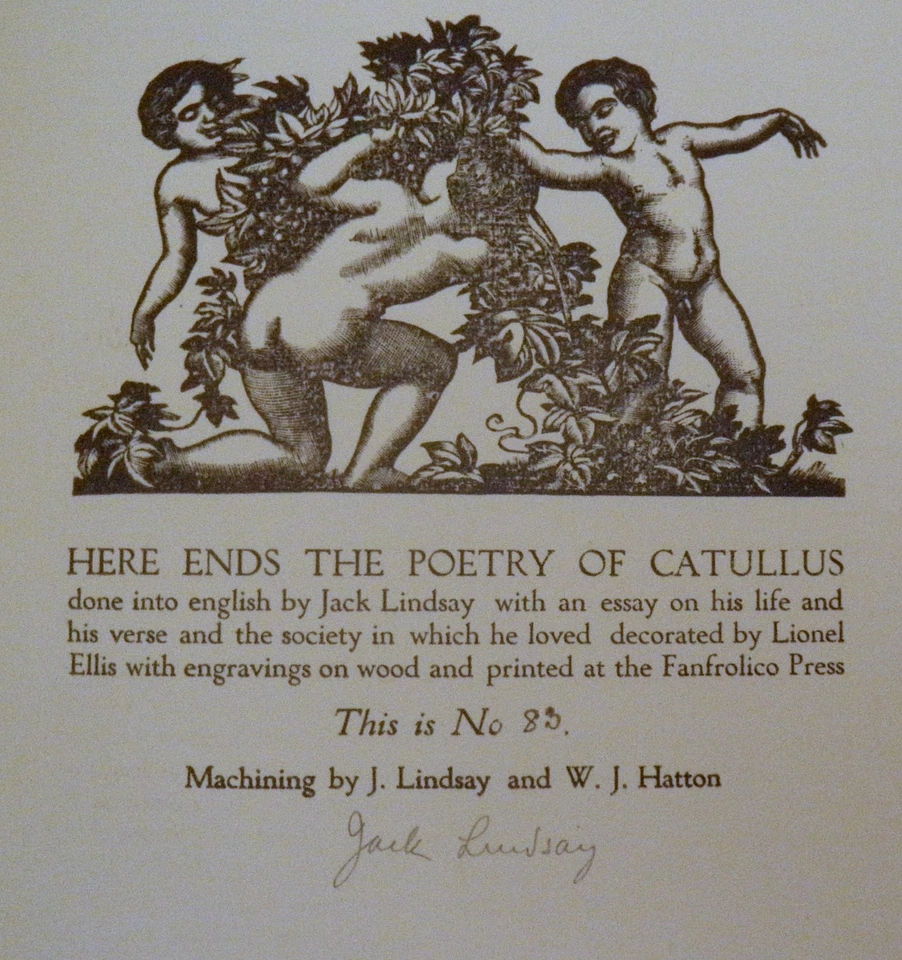 HERE ENDS THE POETRY OF CATULLUS
done into english by Jack Lindsay with an essay on his life and
his verse and the society in which he loved decorated by Lionel
Ellis with engravings on wood and printed at the Fanfrolico Press
This is No 83.
Machining by J. Lindsay and W. J. Hatton
Jack Lindsay